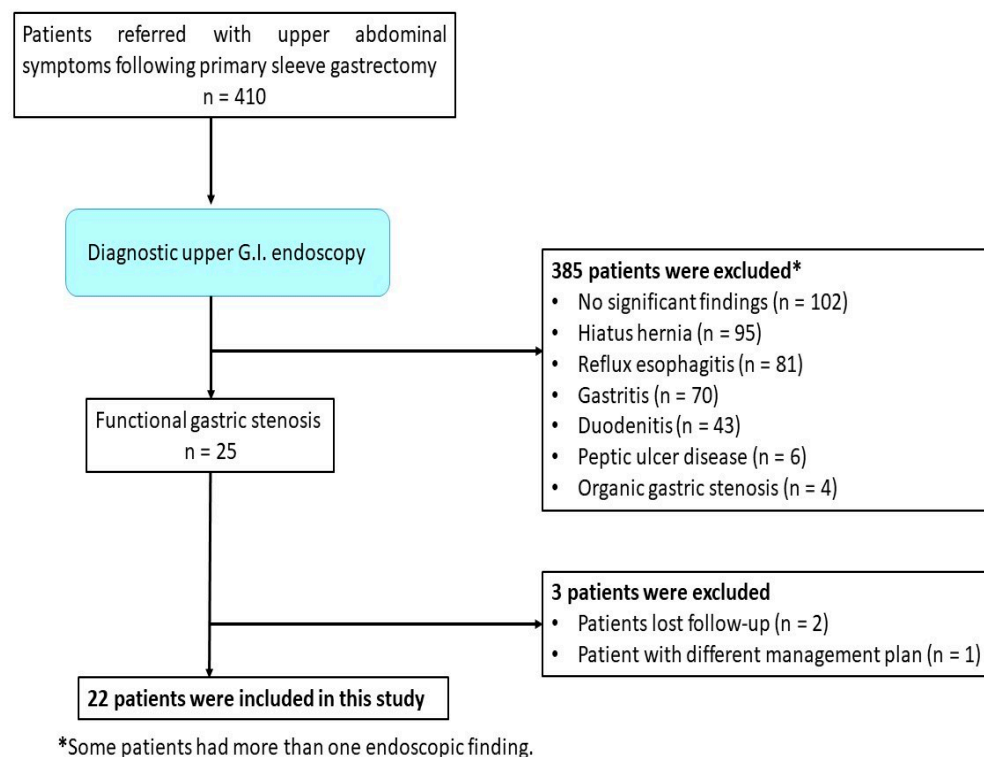 Patients referred with upper abdominal
symptoms following primary sleeve gastrectomy
n = 410
Diagnostic upper G.I. endoscopy
385 patients were excluded*
• No significant findings (n = 102)
• Hiatus hernia (n = 95)
• Reflux esophagitis (n = 81)
• Gastritis (n = 70)
• Duodenitis (n = 43)
• Peptic ulcer disease (n = 6)
• Organic gastric stenosis (n = 4)
Functional gastric stenosis
n = 25
3 patients were excluded
• Patients lost follow-up (n = 2)
• Patient with different management plan (n = 1)
22 patients were included in this study
*Some patients had more than one endoscopic finding.